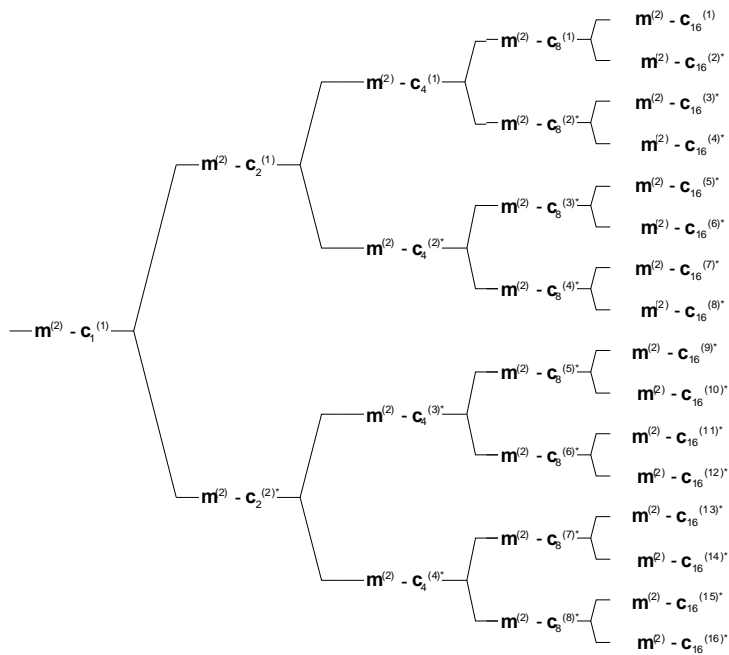 m(2) - c16(1)
m(2) - c8(1)
m(2) - c16(2)*
m(2) - c4(1)
m(2) - c16(3)*
m(2) - c8(2)*
m(2) - c16(4)*
m(2) - c2(1)
m(2) - c16(5)*
m(2) - c8(3)*
m(2) - c16(6)*
m(2) - c4(2)*
m(2) - c16(7)*
m(2) - c8(4)*
m(2) - c16(8)*
m(2) - c1(1)
m(2) - c16(9)*
m(2) - c8(5)*
m(2) - c16(10)*
m(2) - c4(3)*
m(2) - c16(11)*
m(2) - c8(6)*
m(2) - c16(12)*
m(2) - c2(2)*
m(2) - c16(13)*
m(2) - c8(7)*
m(2) - c16(14)*
m(2) - c4(4)*
m(2) - c16(15)*
m(2) - c8(8)*
m(2) - c16(16)*